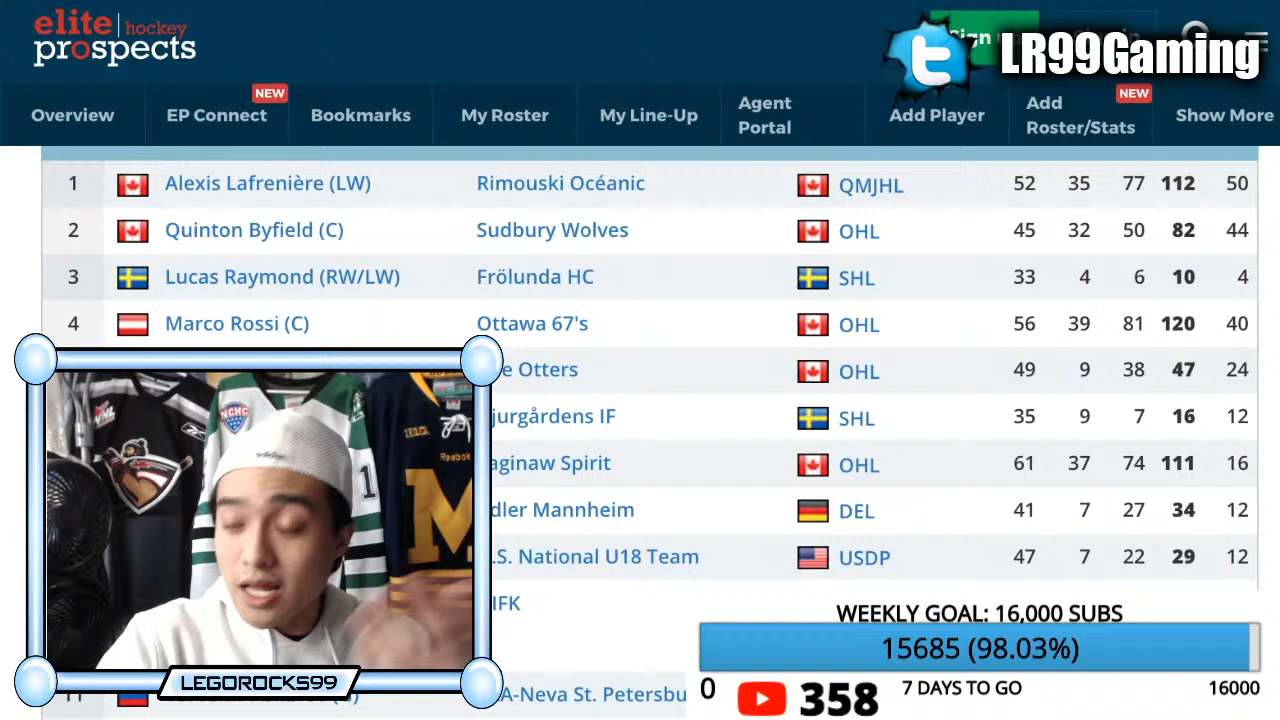 elite hockey
prospects
LR99Gaming
Overview
EP Connect
NEW
Bookmarks
My Roster
My Line-Up
Agent
Portal
Add Player
Add
Roster/Stats
NEW
Show More
1 Alexis Lafrenière (LW) Rimouski Océanic QMJHL 52 35 77 112 50
2 Quinton Byfield (C) Sudbury Wolves OHL 45 32 50 82 44
3 Lucas Raymond (RW/LW) Frölunda HC SHL 33 4 6 10 4
4 Marco Rossi (C) Ottawa 67's OHL 56 39 81 120 40
Otters OHL 49 9 38 47 24
jurgårdens IF SHL 35 9 7 16 12
aginaw Spirit OHL 61 37 74 111 16
dler Mannheim DEL 41 7 27 34 12
.S. National U18 Team USDP 47 7 22 29 12
IFK
A-Neva St. Petersbu
WHL
NCHC
1
Reebok
M
LEGOROCKS99
WEEKLY GOAL: 16,000 SUBS
15685 (98.03%)
0 358 7 DAYS TO GO 16000